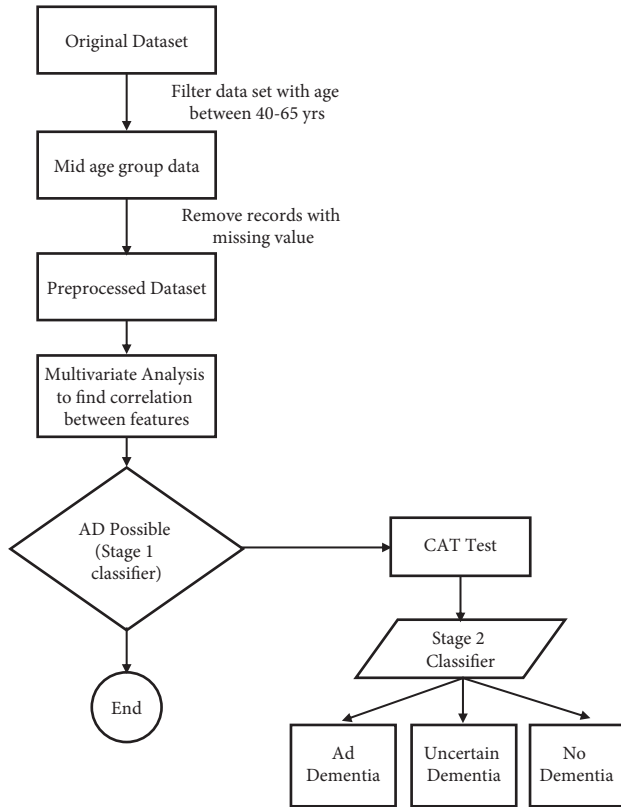 Original Dataset
Filter data set with age
between 40-65 yrs
Mid age group data
Remove records with
missing value
Preprocessed Dataset
Multivariate Analysis
to find correlation
between features
AD Possible
(Stage 1
classifier)
CAT Test
Stage 2
Classifier
End
Ad
Dementia
Uncertain
Dementia
No
Dementia